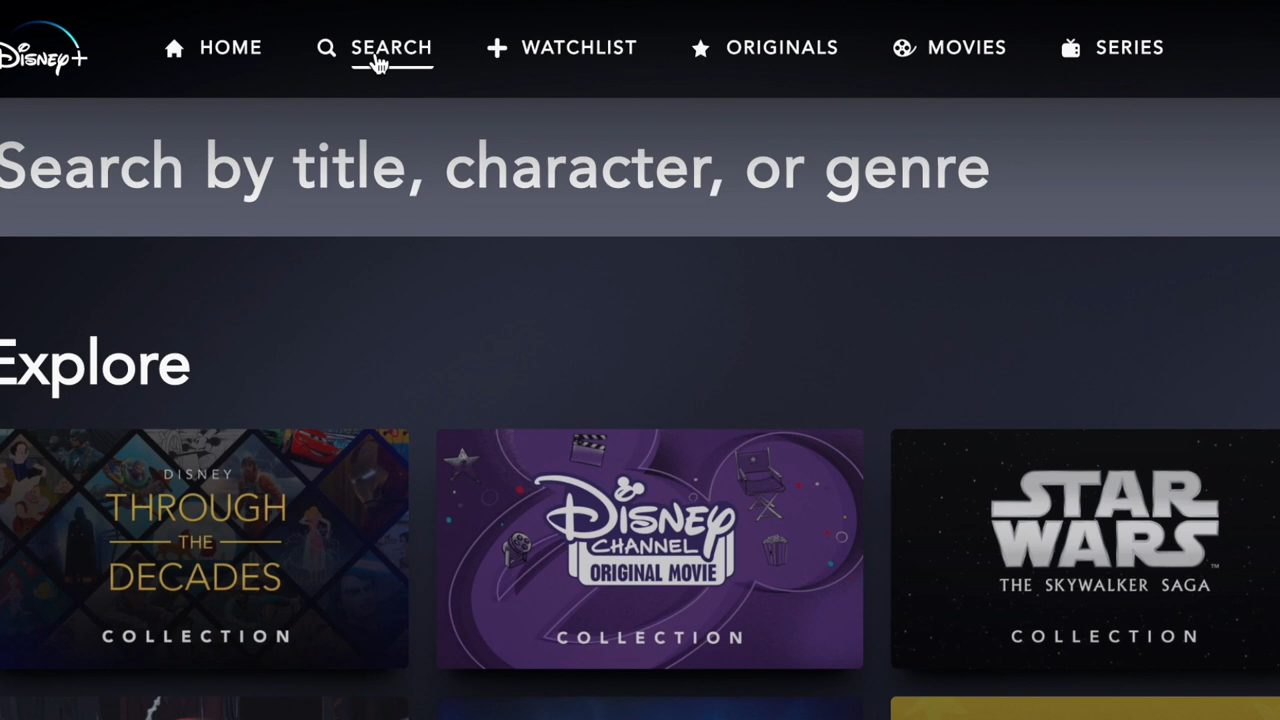 Disney+ HOME SEARCH WATCHLIST ORIGINALS MOVIES SERIES
Search by title, character, or genre
Explore
DISNEY
THROUGH
THE
DECADES
COLLECTION
Disney
CHANNEL
ORIGINAL MOVIE
COLLECTION
STAR
WARS™
THE SKYWALKER SAGA
COLLECTION